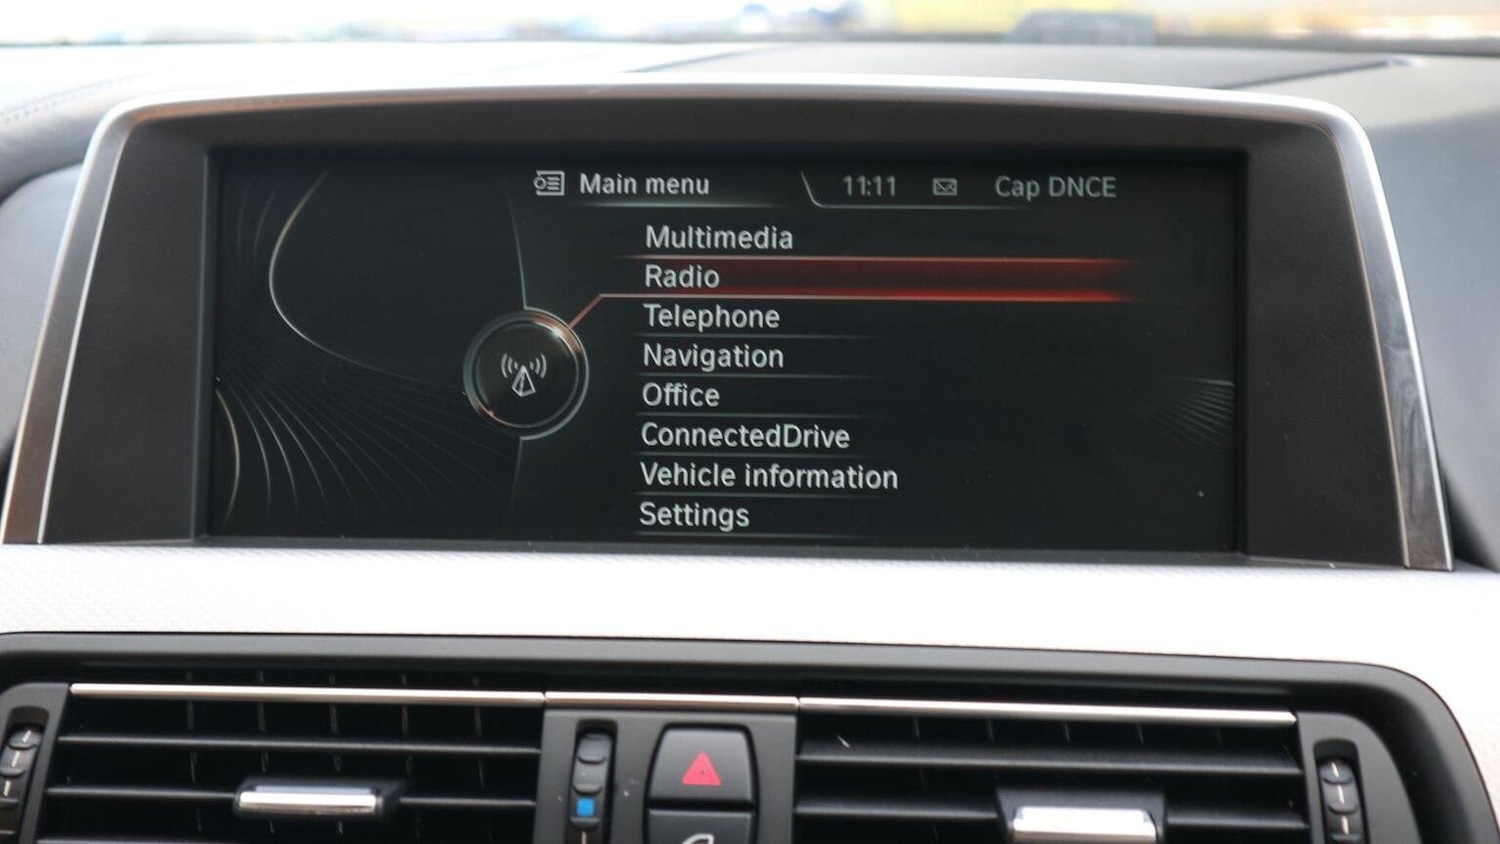 Main menu 11:11 Cap DNCE
Multimedia
Radio
Telephone
Navigation
Office
ConnectedDrive
Vehicle information
Settings